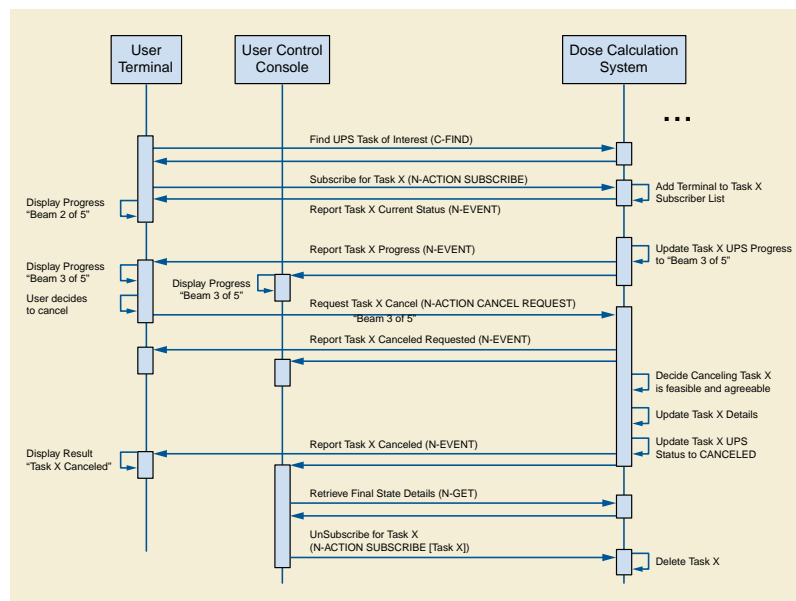 User
Terminal
User Control
Console
Dose Calculation
System
...
Find UPS Task of Interest (C-FIND)
Subscribe for Task X (N-ACTION SUBSCRIBE)
Add Terminal to Task X
Subscriber List
Display Progress
“Beam 2 of 5”
Report Task X Current Status (N-EVENT)
Report Task X Progress (N-EVENT)
Update Task X UPS Progress
to “Beam 3 of 5”
Display Progress
“Beam 3 of 5”
Display Progress
“Beam 3 of 5”
User decides
to cancel
Request Task X Cancel (N-ACTION CANCEL REQUEST)
“Beam 3 of 5”
Report Task X Canceled Requested (N-EVENT)
Decide Canceling Task X
is feasible and agreeable
Update Task X Details
Report Task X Canceled (N-EVENT)
Update Task X UPS
Status to CANCELED
Display Result
“Task X Canceled”
Retrieve Final State Details (N-GET)
UnSubscribe for Task X
(N-ACTION SUBSCRIBE [Task X])
Delete Task X